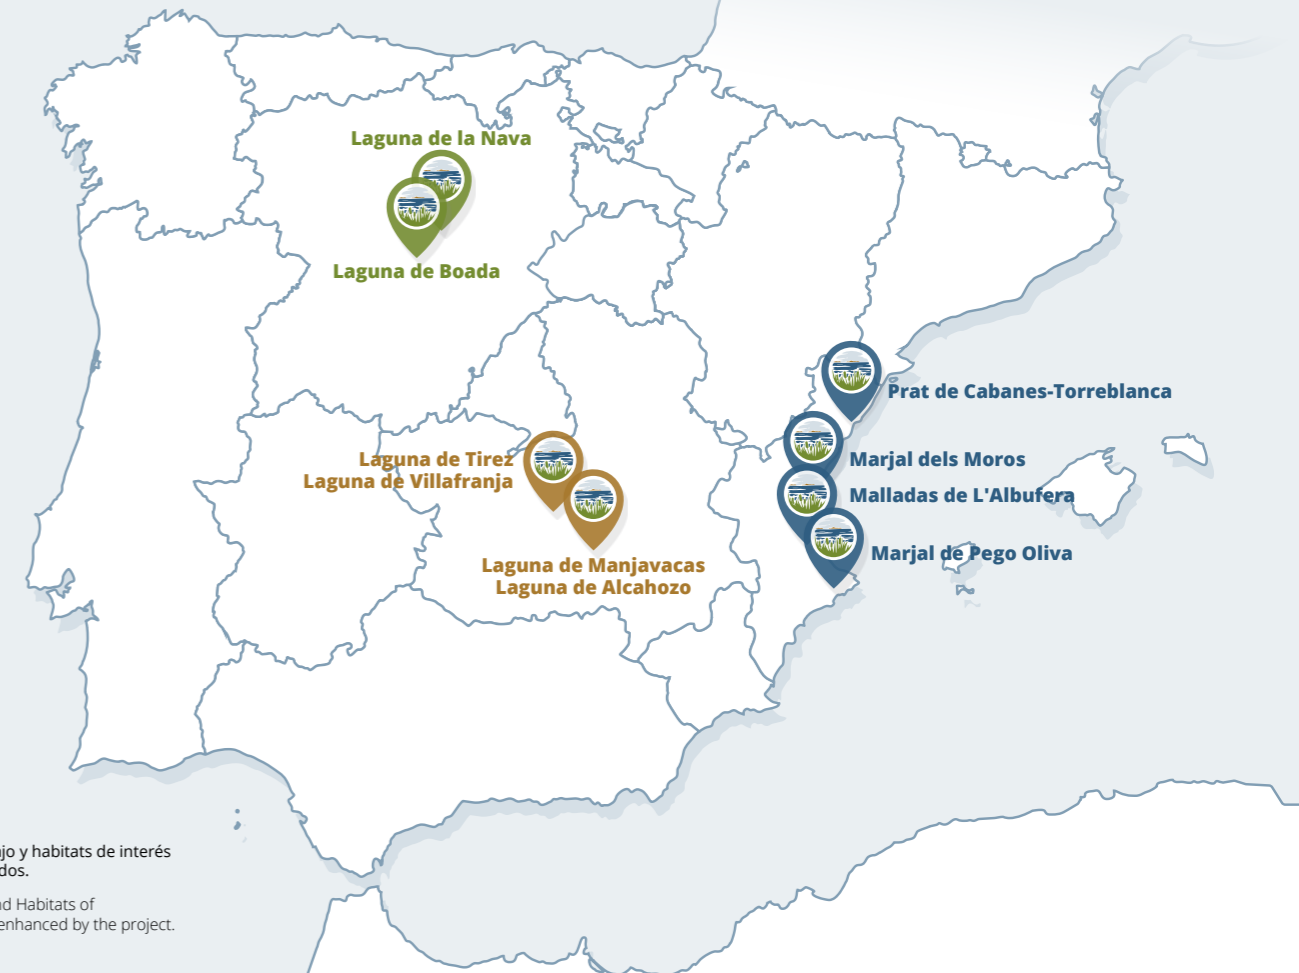 Laguna de la Nava
Laguna de Boada
Prat de Cabanes-Torreblanca
Laguna de Tirez
Laguna de Villafranja
Marjal dels Moros
Malladas de L'Albufera
Marjal de Pego Oliva
Laguna de Manjavacas
Laguna de Alcahozo
jo y habitats de interés
dos.
d Habitats of
enhanced by the project.